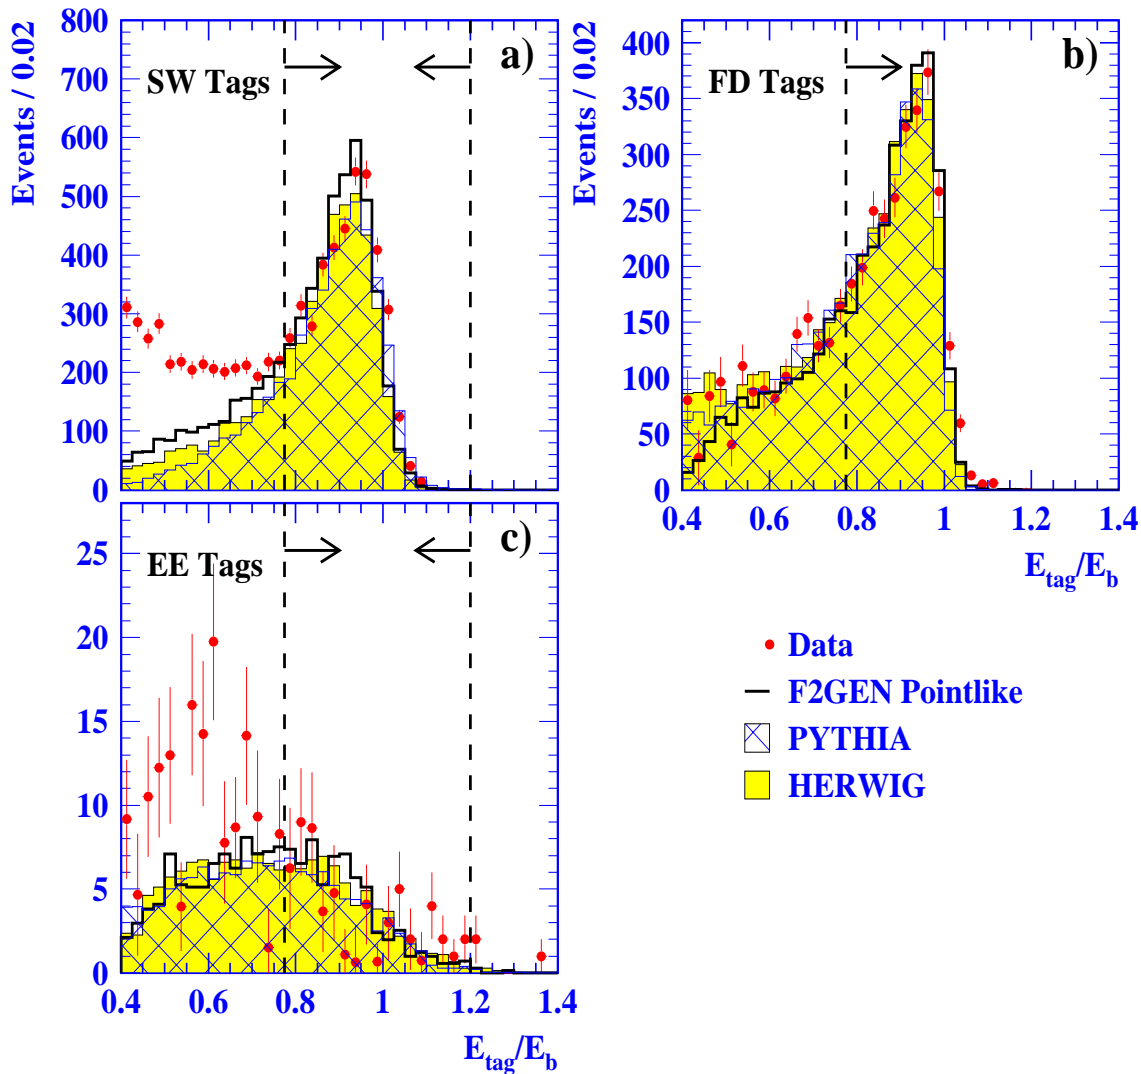 a)
SW Tags
Events / 0.02
800
700
600
500
400
300
200
100
0
b)
FD Tags
Events / 0.02
400
350
300
250
200
150
100
50
0
0.4 0.6 0.8 1 1.2 1.4
E_tag/E_b
c)
EE Tags
25
20
15
10
5
0
0.4 0.6 0.8 1 1.2 1.4
E_tag/E_b
Data
F2GEN Pointlike
PYTHIA
HERWIG